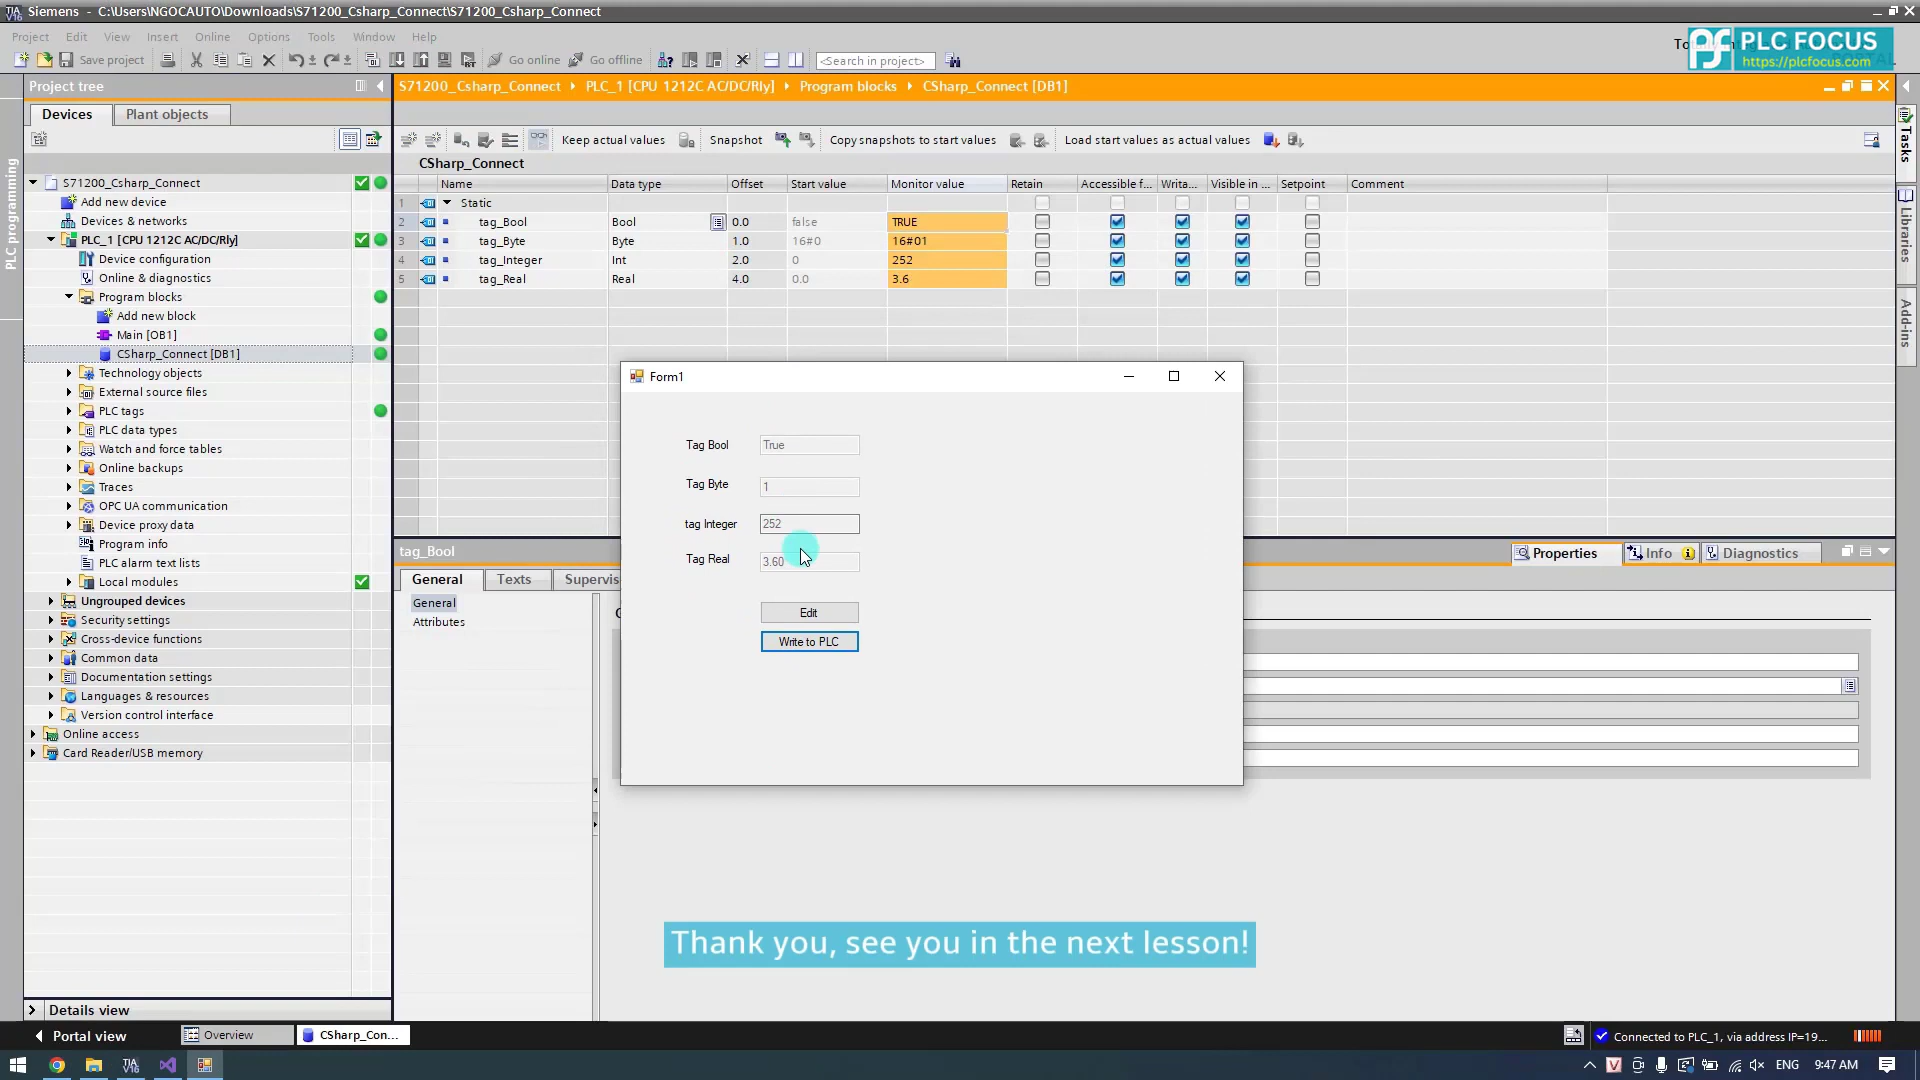 Siemens - C:\Users\NGOCAUTO\Downloads\S71200_Csharp_Connect\S71200_Csharp_Connect
Project Edit View Insert Online Options Tools Window Help
PLC FOCUS
https://plcfocus.com
Save project Go online Go offline <Search in project>
Project tree
S71200_Csharp_Connect PLC_1 [CPU 1212C AC/DC/Rly] Program blocks CSharp_Connect [DB1]
Devices Plant objects
Keep actual values Snapshot Copy snapshots to start values Load start values as actual values
CSharp_Connect
Name Data type Offset Start value Monitor value Retain Accessible f... Writa... Visible in ... Setpoint Comment
1 Static
2 tag_Bool Bool 0.0 false TRUE
3 tag_Byte Byte 1.0 16#0 16#01
4 tag_Integer Int 2.0 0 252
5 tag_Real Real 4.0 0.0 3.6
PLC programming
S71200_Csharp_Connect
Add new device
Devices & networks
PLC_1 [CPU 1212C AC/DC/Rly]
Device configuration
Online & diagnostics
Program blocks
Add new block
Main [OB1]
CSharp_Connect [DB1]
Technology objects
External source files
PLC tags
PLC data types
Watch and force tables
Online backups
Traces
OPC UA communication
Device proxy data
Program info
PLC alarm text lists
Local modules
Ungrouped devices
Security settings
Cross-device functions
Common data
Documentation settings
Languages & resources
Version control interface
Online access
Card Reader/USB memory
Details view
Form1
Tag Bool True
Tag Byte 1
tag Integer 252
Tag Real 3.60
Edit
Write to PLC
tag_Bool
Properties Info Diagnostics
General Texts Supervis
General
Attributes
Tasks
Libraries
Add-ins
Thank you, see you in the next lesson!
Portal view Overview CSharp_Con...
Connected to PLC_1, via address IP=19...
ENG 9:47 AM